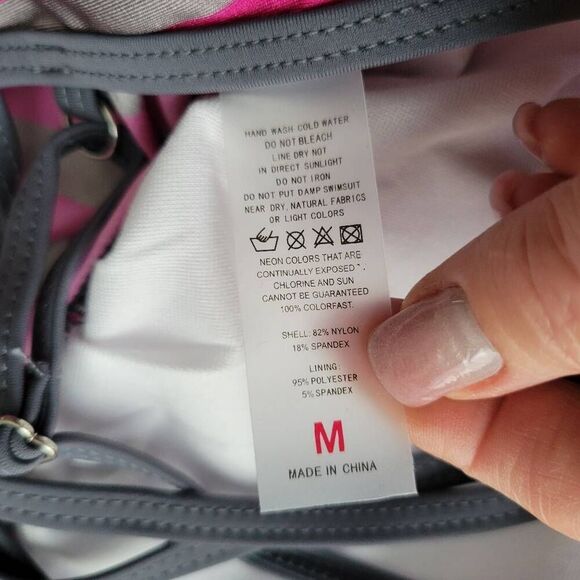 HAND WASH COLD WATER
DO NOT BLEACH
LINE DRY NOT
IN DIRECT SUNLIGHT
DO NOT IRON
DO NOT PUT DAMP SWIMSUIT
NEAR DRY, NATURAL FABRICS
OR LIGHT COLORS
NEON COLORS THAT ARE
CONTINUALLY EXPOSED
CHLORINE AND SUN
CANNOT BE GUARANTEED
100% COLORFAST.
SHELL: 82% NYLON
18% SPANDEX
LINING:
95% POLYESTER
5% SPANDEX
M
MADE IN CHINA